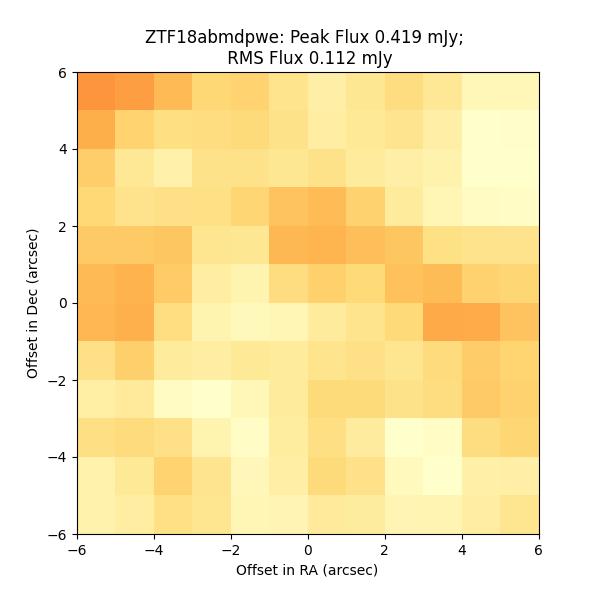 ZTF18abmdpwe: Peak Flux 0.419 mJy;
RMS Flux 0.112 mJy
6
4
2
0
−2
−4
−6
Offset in Dec (arcsec)
−6 −4 −2 0 2 4 6
Offset in RA (arcsec)